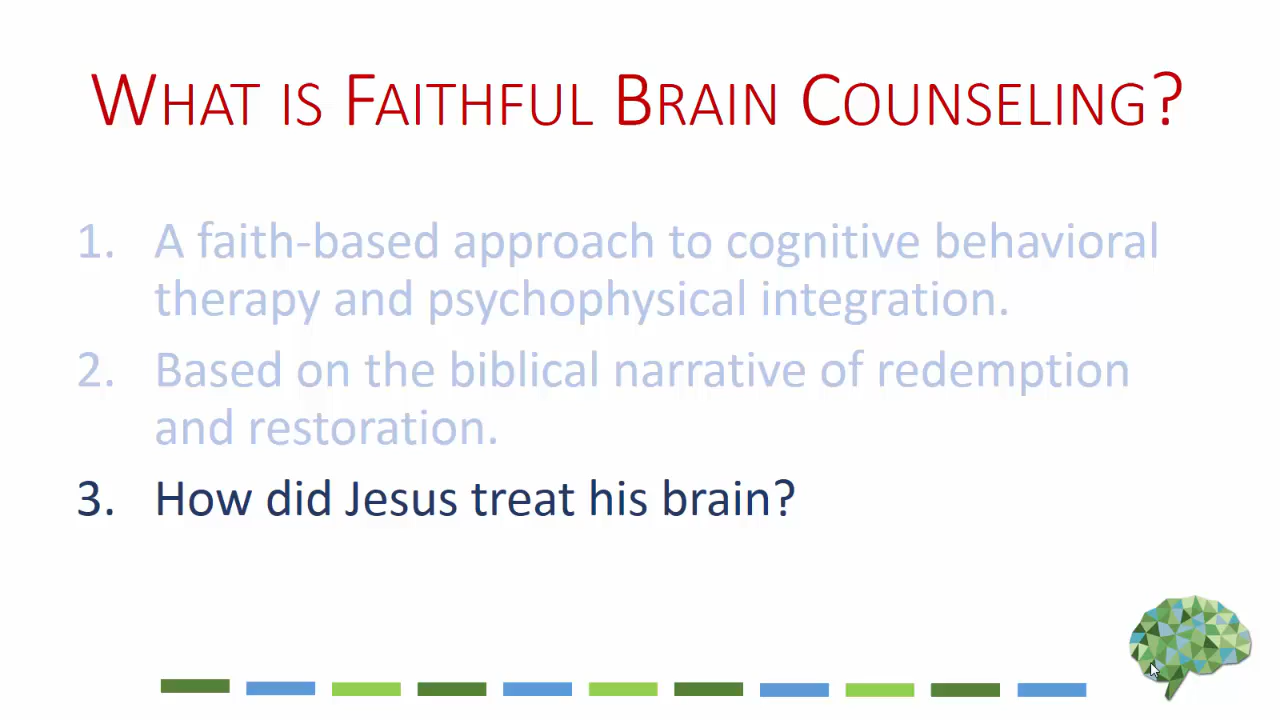 What is Faithful Brain Counseling?
1. A faith-based approach to cognitive behavioral
therapy and psychophysical integration.
2. Based on the biblical narrative of redemption
and restoration.
3. How did Jesus treat his brain?